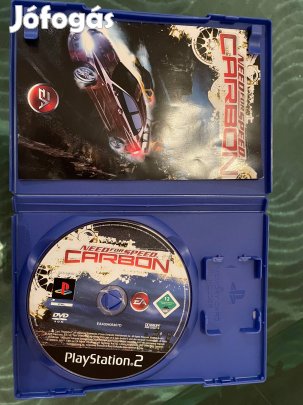 Jófogás
NEED FOR SPEED
CARBON
EA
NEED FOR SPEED
CARBON
EA
DVD
PlayStation.2